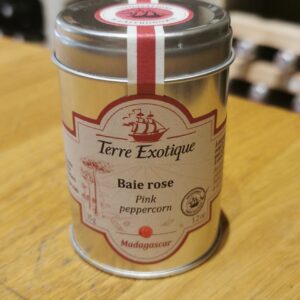 Terre Exotique
Baie rose
Pink
peppercorn
Madagascar